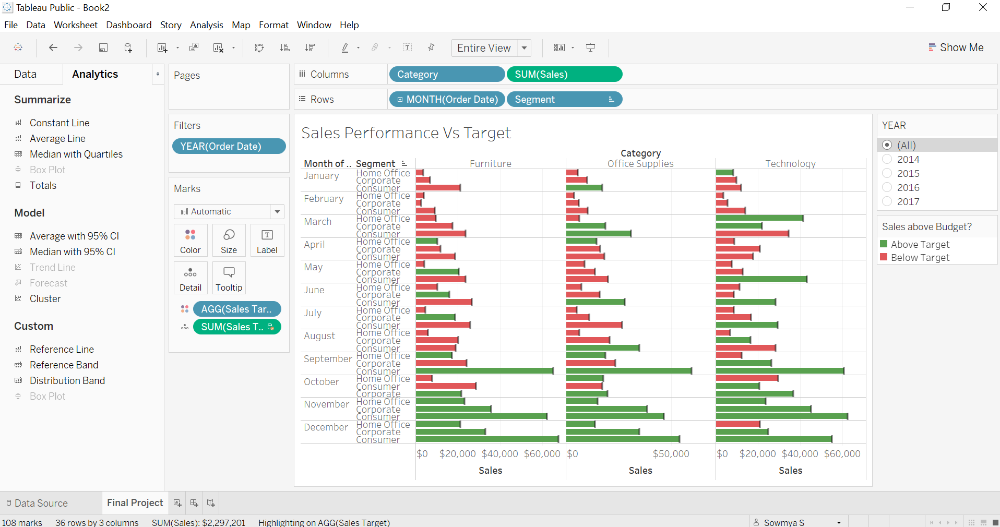 Tableau Public - Book2
File Data Worksheet Dashboard Story Analysis Map Format Window Help
Entire View
Show Me
Data
Analytics
Summarize
Constant Line
Average Line
Median with Quartiles
Box Plot
Totals
Model
Average with 95% CI
Median with 95% CI
Trend Line
Forecast
Cluster
Custom
Reference Line
Reference Band
Distribution Band
Box Plot
Pages
Filters
YEAR(Order Date)
Marks
Automatic
Color Size Label
Detail Tooltip
AGG(Sales Tar..
SUM(Sales T..
Columns Category SUM(Sales)
Rows MONTH(Order Date) Segment
Sales Performance Vs Target
Category
Month of .. Segment Furniture Office Supplies Technology
January Home Office
Corporate
Consumer
February Home Office
Corporate
Consumer
March Home Office
Corporate
Consumer
April Home Office
Corporate
Consumer
May Home Office
Corporate
Consumer
June Home Office
Corporate
Consumer
July Home Office
Corporate
Consumer
August Home Office
Corporate
Consumer
September Home Office
Corporate
Consumer
October Home Office
Consumer
Corporate
November Home Office
Corporate
Consumer
December Home Office
Corporate
Consumer
$0 $20,000 $40,000 $60,000 $0 $50,000 $0 $20,000 $40,000 $60,000
Sales Sales Sales
YEAR
(All)
2014
2015
2016
2017
Sales above Budget?
Above Target
Below Target
Data Source
Final Project
108 marks 36 rows by 3 columns SUM(Sales): $2,297,201 Highlighting on AGG(Sales Target) Sowmya S